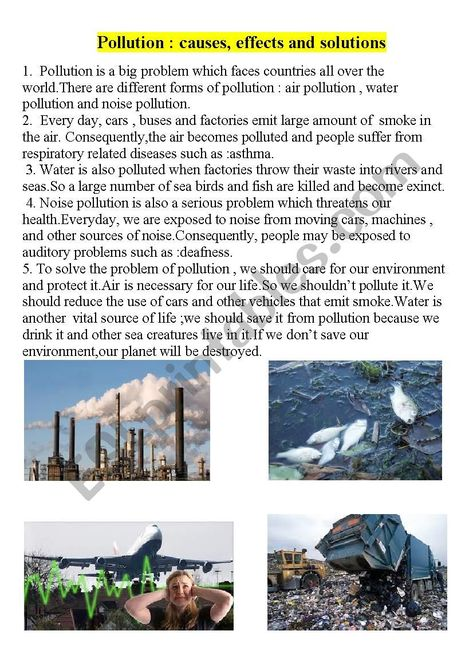 Pollution : causes, effects and solutions
1.  Pollution is a big problem which faces countries all over the
world.There are different forms of pollution : air pollution , water
pollution and noise pollution.
2.  Every day, cars , buses and factories emit large amount of  smoke in
the air. Consequently,the air becomes polluted and people suffer from
respiratory related diseases such as :asthma.
3. Water is also polluted when factories throw their waste into rivers and
seas.So a large number of sea birds and fish are killed and become exinct.
4. Noise pollution is also a serious problem which threatens our
health.Everyday, we are exposed to noise from moving cars, machines ,
and other sources of noise.Consequently, people may be exposed to
auditory problems such as :deafness.
5. To solve the problem of pollution , we should care for our environment
and protect it.Air is necessary for our life.So we shouldn't pollute it.We
should reduce the use of cars and other vehicles that emit smoke.Water is
another  vital source of life ;we should save it from pollution because we
drink it and other sea creatures live in it.If we don't save our
environment,our planet will be destroyed.
Eslprintables.com